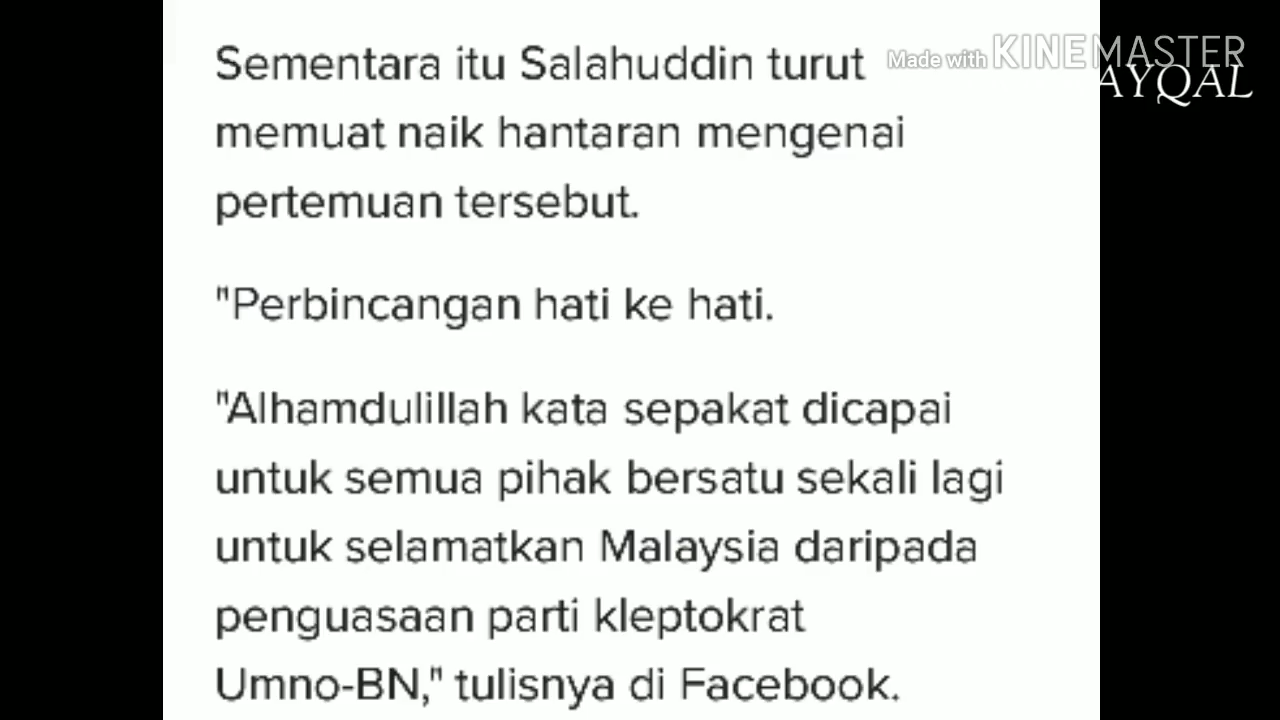 Sementara itu Salahuddin turut
Made with KINEMASTER
AYQAL
memuat naik hantaran mengenai
pertemuan tersebut.
"Perbincangan hati ke hati.
"Alhamdulillah kata sepakat dicapai
untuk semua pihak bersatu sekali lagi
untuk selamatkan Malaysia daripada
penguasaan parti kleptokrat
Umno-BN," tulisnya di Facebook.